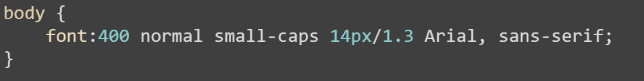 body {
    font:400 normal small-caps 14px/1.3 Arial, sans-serif;
}